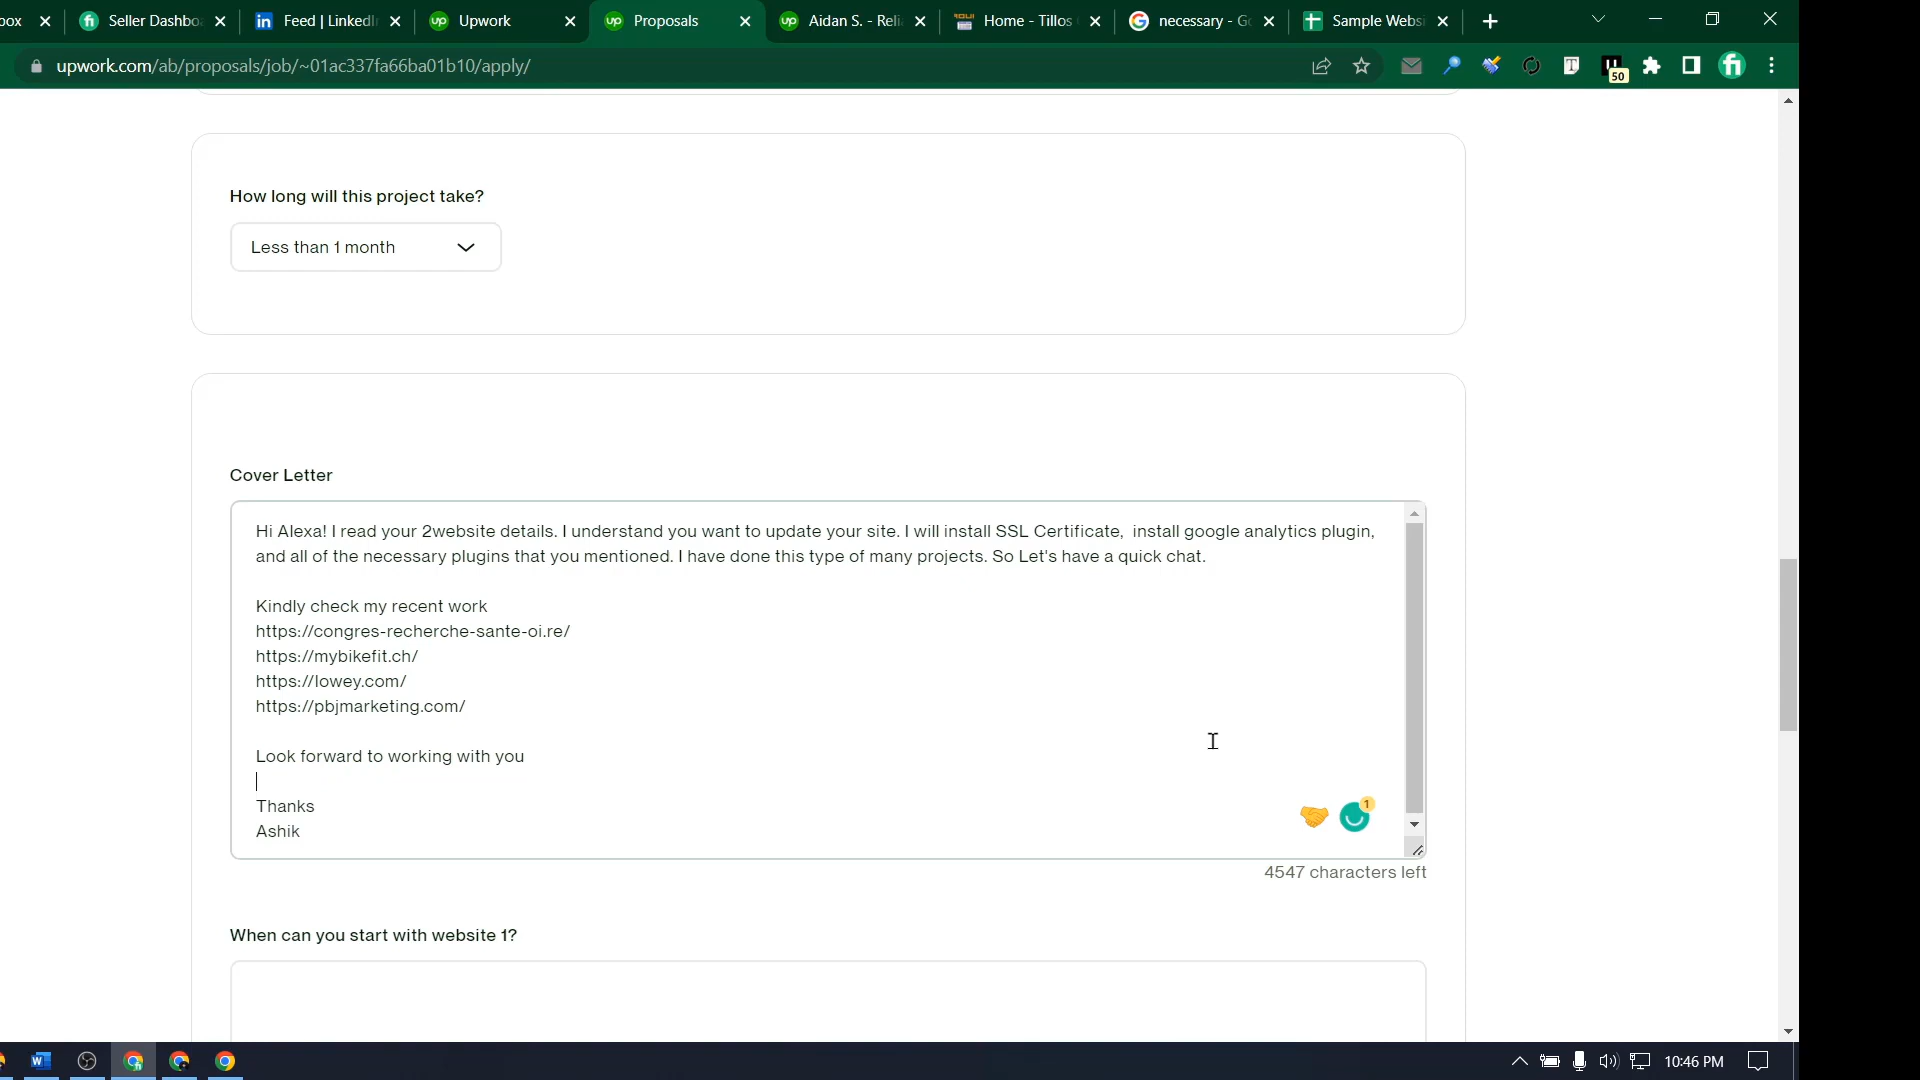 ox
Seller Dashbo
Feed | LinkedI
Upwork
Proposals
Aidan S. - Reli
Home - Tillos
necessary - G
Sample Webs
upwork.com/ab/proposals/job/~01ac337fa66ba01b10/apply/
50
How long will this project take?
Less than 1 month
Cover Letter
Hi Alexa! I read your 2website details. I understand you want to update your site. I will install SSL Certificate,  install google analytics plugin,
and all of the necessary plugins that you mentioned. I have done this type of many projects. So Let's have a quick chat.
Kindly check my recent work
https://congres-recherche-sante-oi.re/
https://mybikefit.ch/
https://lowey.com/
https://pbjmarketing.com/
Look forward to working with you
Thanks
Ashik
1
4547 characters left
When can you start with website 1?
10:46 PM